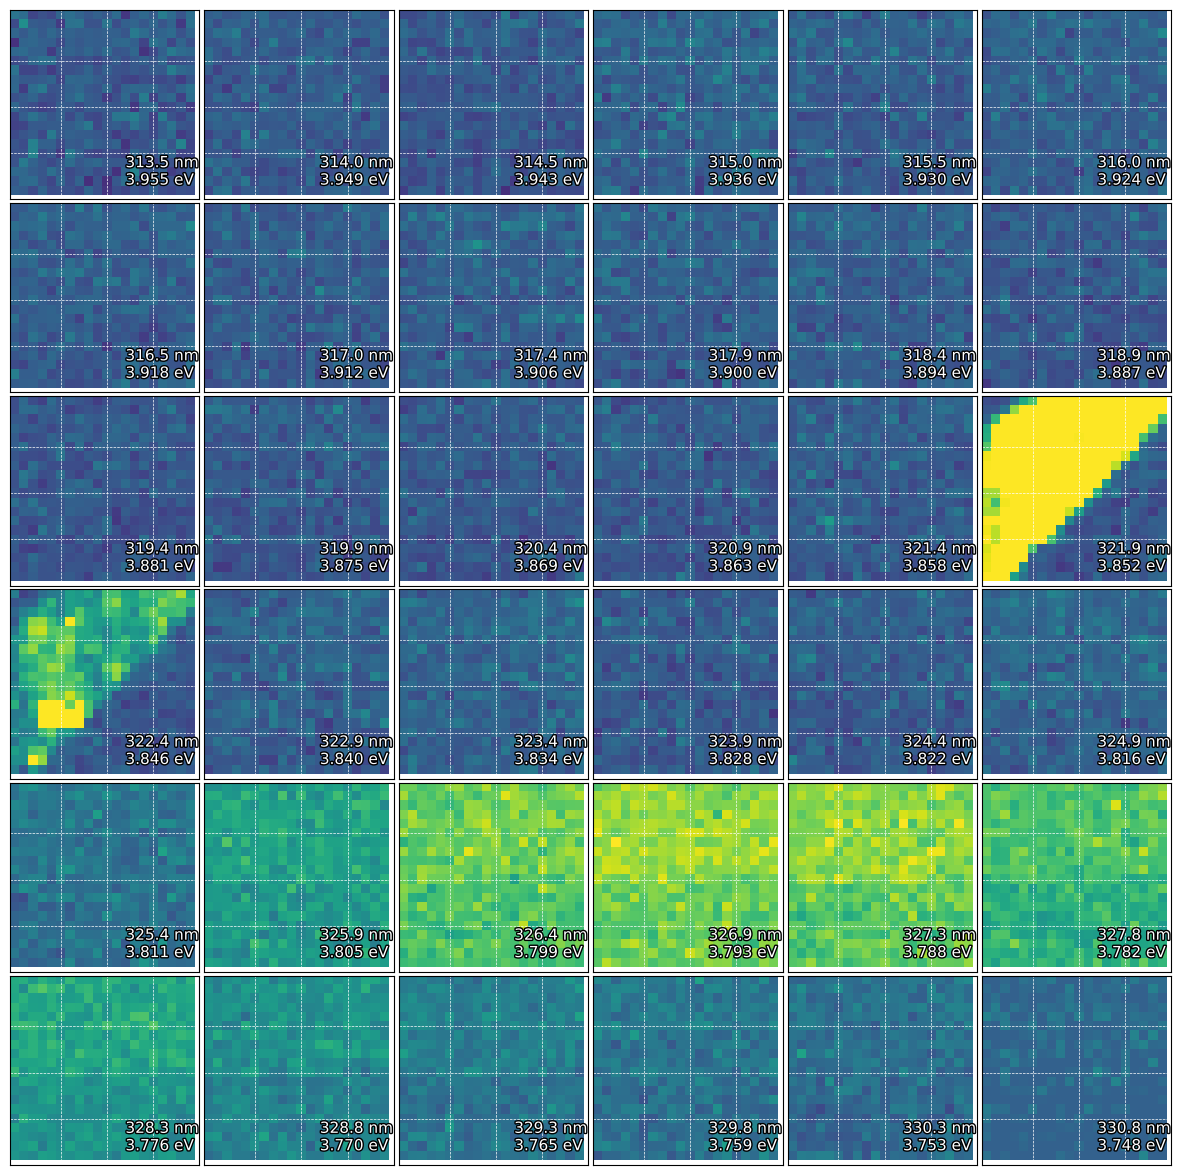 313.5 nm
3.955 eV
314.0 nm
3.949 eV
314.5 nm
3.943 eV
315.0 nm
3.936 eV
315.5 nm
3.930 eV
316.0 nm
3.924 eV
316.5 nm
3.918 eV
317.0 nm
3.912 eV
317.4 nm
3.906 eV
317.9 nm
3.900 eV
318.4 nm
3.894 eV
318.9 nm
3.887 eV
319.4 nm
3.881 eV
319.9 nm
3.875 eV
320.4 nm
3.869 eV
320.9 nm
3.863 eV
321.4 nm
3.858 eV
321.9 nm
3.852 eV
322.4 nm
3.846 eV
322.9 nm
3.840 eV
323.4 nm
3.834 eV
323.9 nm
3.828 eV
324.4 nm
3.822 eV
324.9 nm
3.816 eV
325.4 nm
3.811 eV
325.9 nm
3.805 eV
326.4 nm
3.799 eV
326.9 nm
3.793 eV
327.3 nm
3.788 eV
327.8 nm
3.782 eV
328.3 nm
3.776 eV
328.8 nm
3.770 eV
329.3 nm
3.765 eV
329.8 nm
3.759 eV
330.3 nm
3.753 eV
330.8 nm
3.748 eV